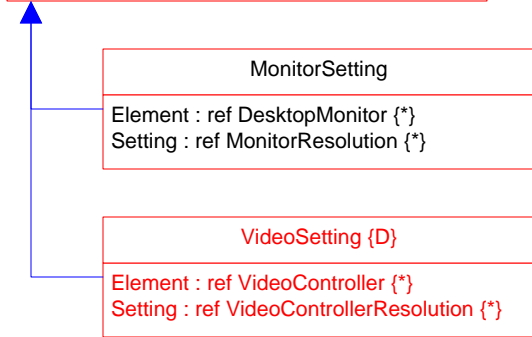 MonitorSetting
Element : ref DesktopMonitor {*}
Setting : ref MonitorResolution {*}
VideoSetting {D}
Element : ref VideoController {*}
Setting : ref VideoControllerResolution {*}